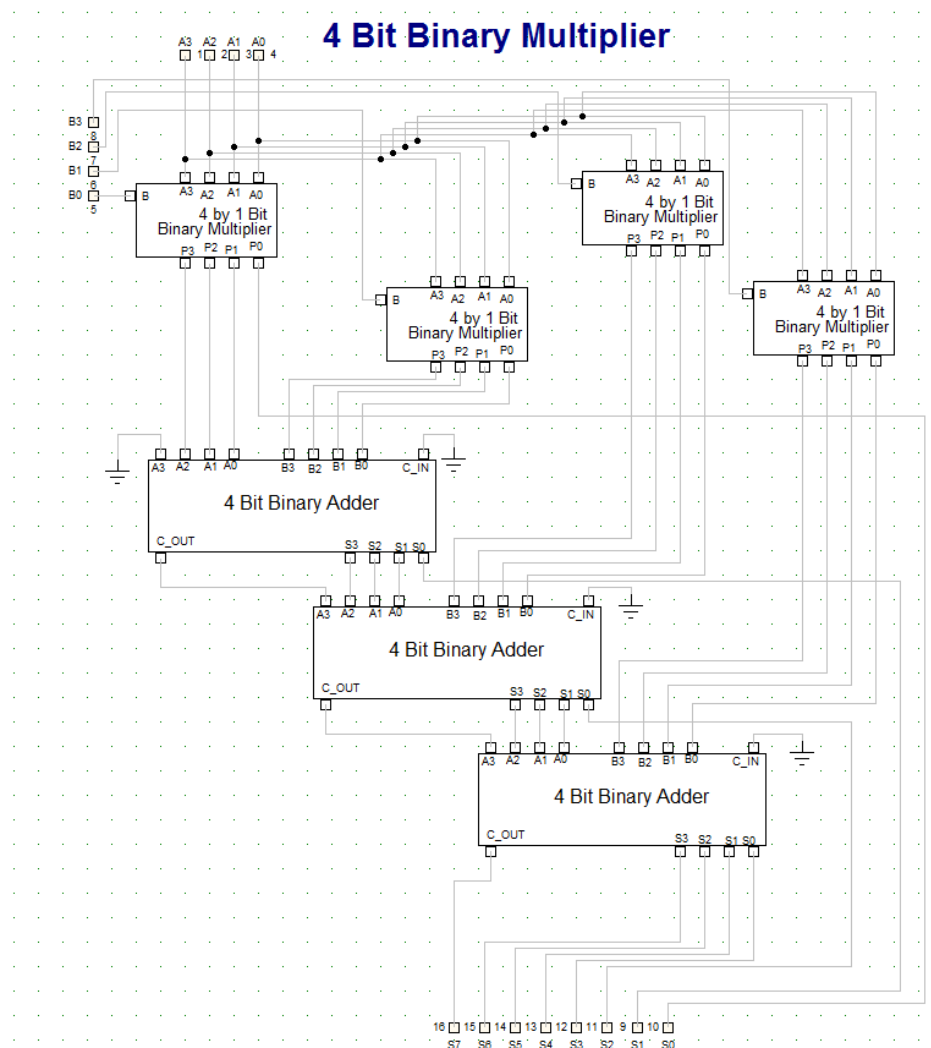 4 Bit Binary Multiplier
A3 A2 A1 A0
1 2 3 4
B3
8
B2
7
B1
6
B0
5
B A3 A2 A1 A0
4 by 1 Bit
Binary Multiplier
P3 P2 P1 P0
B A3 A2 A1 A0
4 by 1 Bit
Binary Multiplier
P3 P2 P1 P0
B A3 A2 A1 A0
4 by 1 Bit
Binary Multiplier
P3 P2 P1 P0
B A3 A2 A1 A0
4 by 1 Bit
Binary Multiplier
P3 P2 P1 P0
A3 A2 A1 A0 B3 B2 B1 B0 C_IN
4 Bit Binary Adder
C_OUT S3 S2 S1 S0
A3 A2 A1 A0 B3 B2 B1 B0 C_IN
4 Bit Binary Adder
C_OUT S3 S2 S1 S0
A3 A2 A1 A0 B3 B2 B1 B0 C_IN
4 Bit Binary Adder
C_OUT S3 S2 S1 S0
16 15 14 13 12 11 9 10
S7 S6 S5 S4 S3 S2 S1 S0